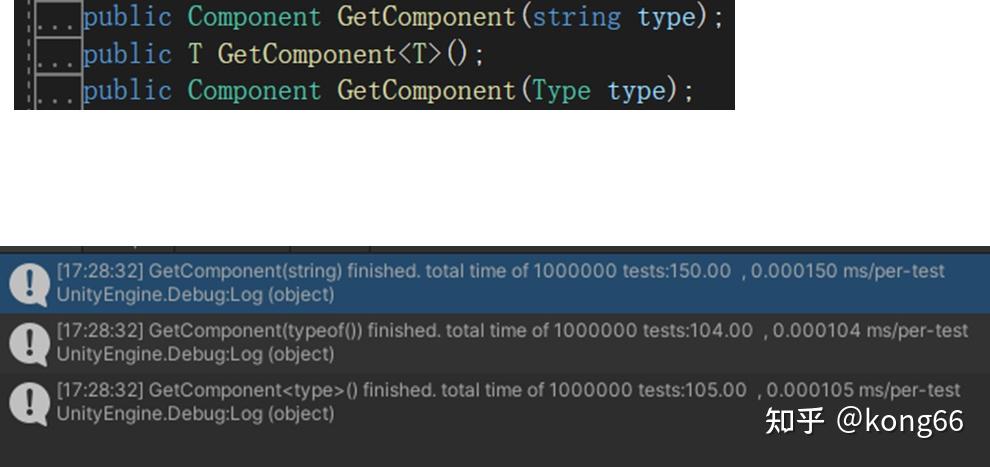 ...public Component GetComponent(string type);
...public T GetComponent<T>();
...public Component GetComponent(Type type);
[17:28:32] GetComponent(string) finished. total time of 1000000 tests:150.00 , 0.000150 ms/per-test
UnityEngine.Debug:Log (object)
[17:28:32] GetComponent(typeof()) finished. total time of 1000000 tests:104.00 , 0.000104 ms/per-test
UnityEngine.Debug:Log (object)
[17:28:32] GetComponent<type>() finished. total time of 1000000 tests:105.00 , 0.000105 ms/per-test
UnityEngine.Debug:Log (object)
知乎 @kong66